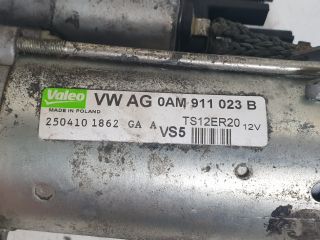 Valeo VW AG 0AM 911 023 B
MADE IN POLAND
250410 1862 GA A TS12ER20 12V
VS5